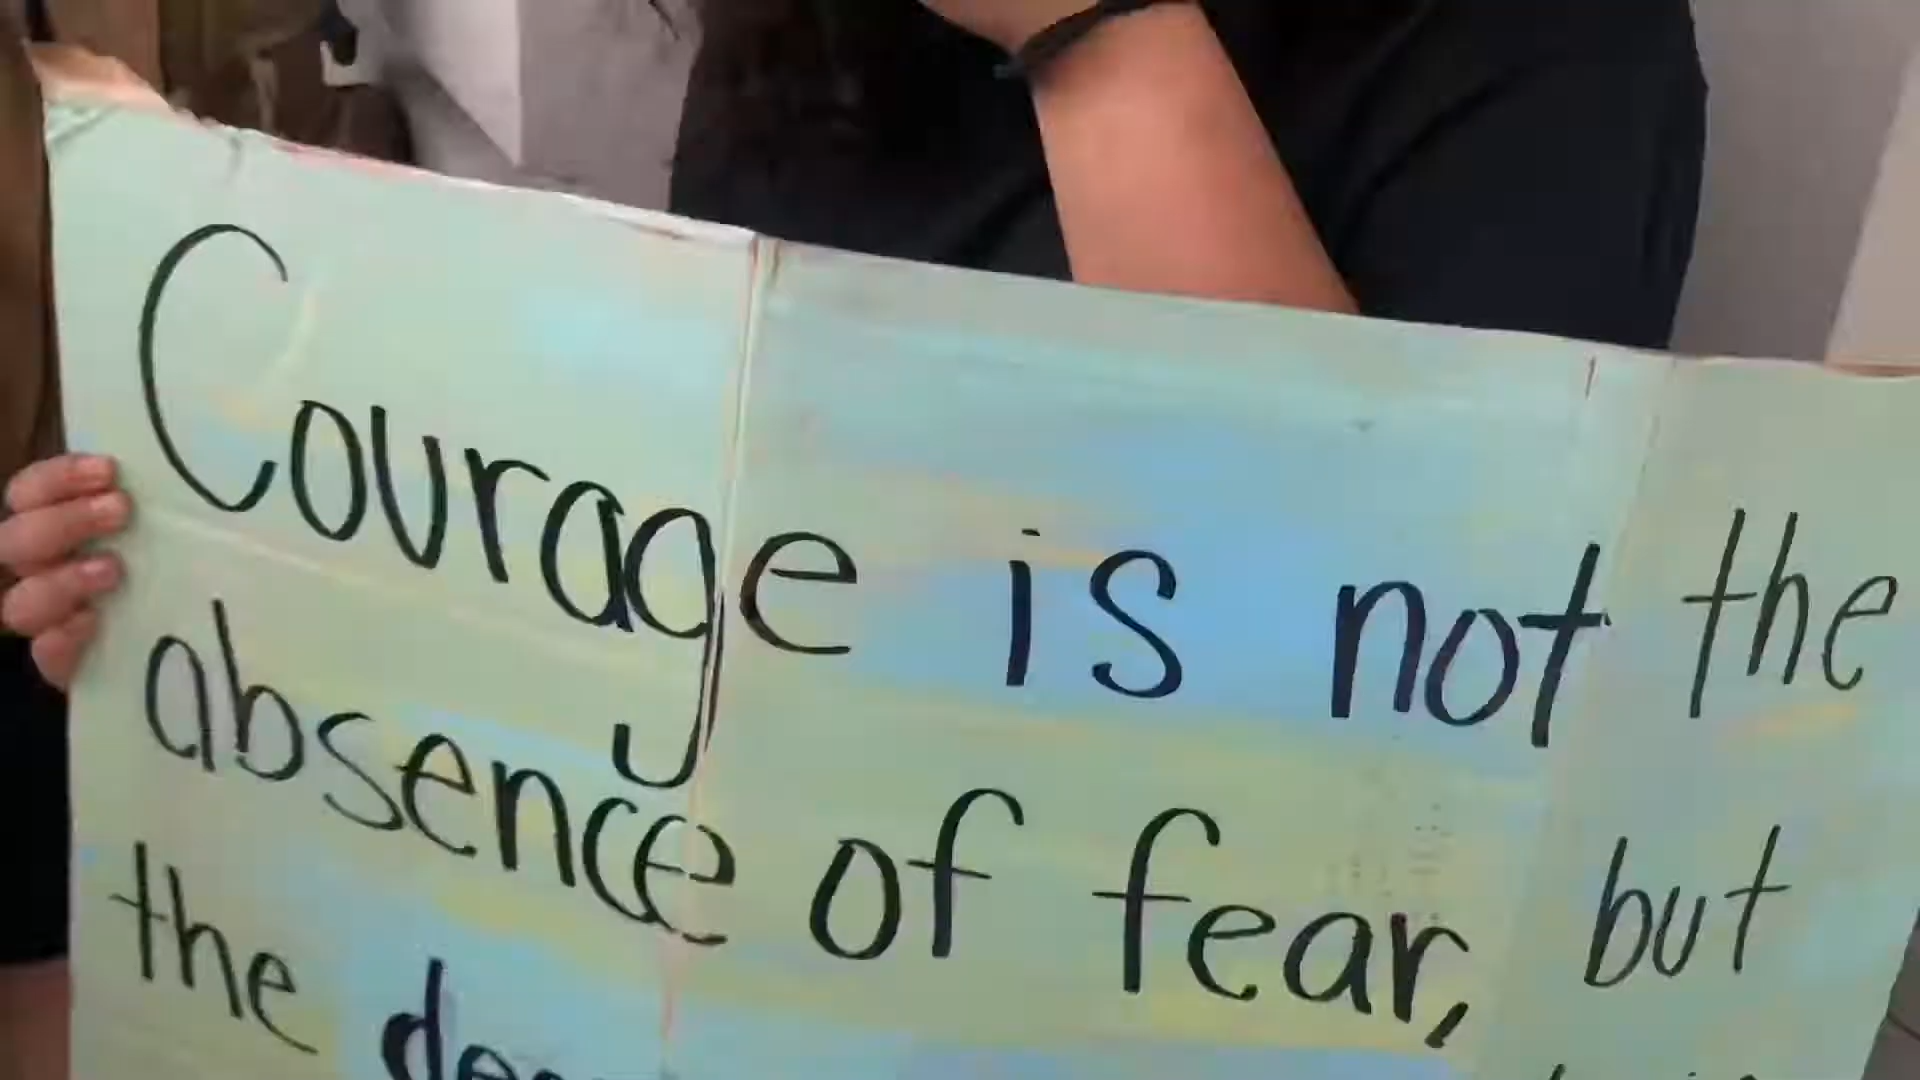 Courage is not the
absence of fear, but
the